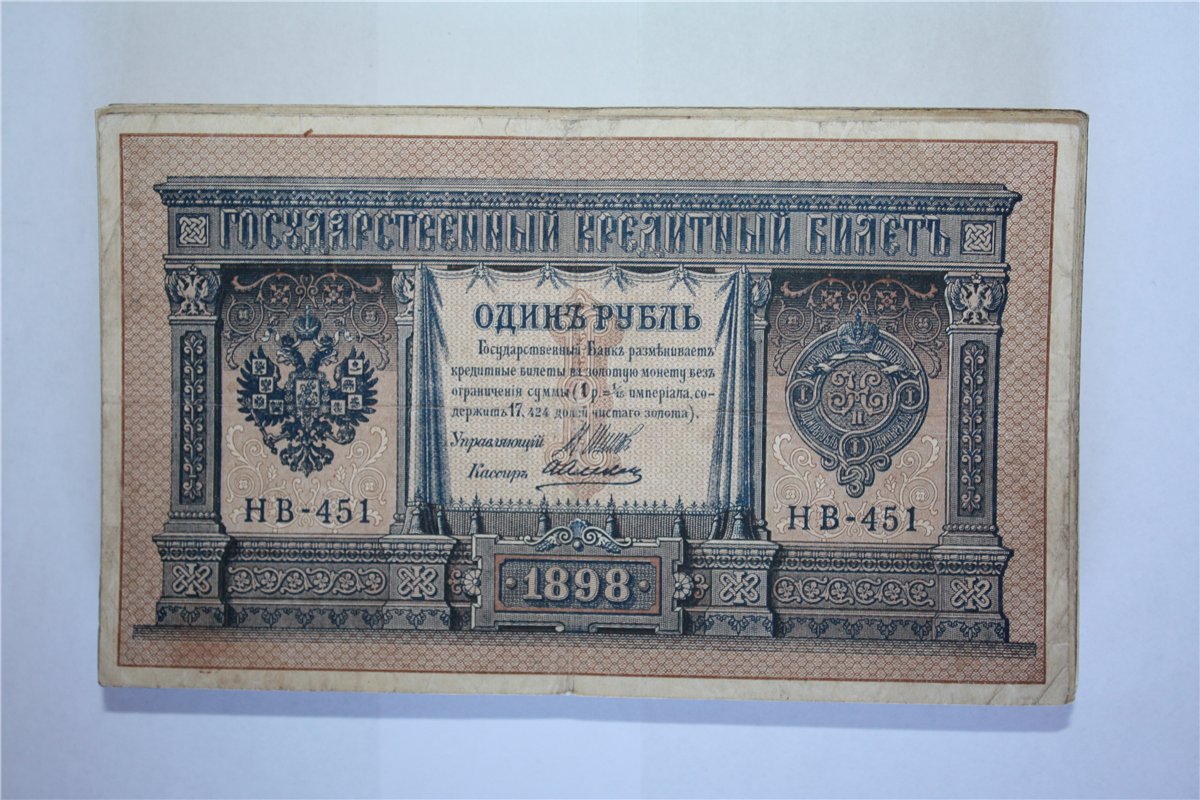 ГОСУДАРСТВЕННЫЙ КРЕДИТНЫЙ БИЛЕТЪ
ОДИНЪ РУБЛЬ
Государственный Банкъ размѣниваетъ
кредитные билеты на золотую монету безъ
ограниченія суммы (1 р.= 1/15 имперіала, со-
держитъ 17,424 долей чистаго золота).
Управляющій
Кассиръ
НВ-451
НВ-451
1898